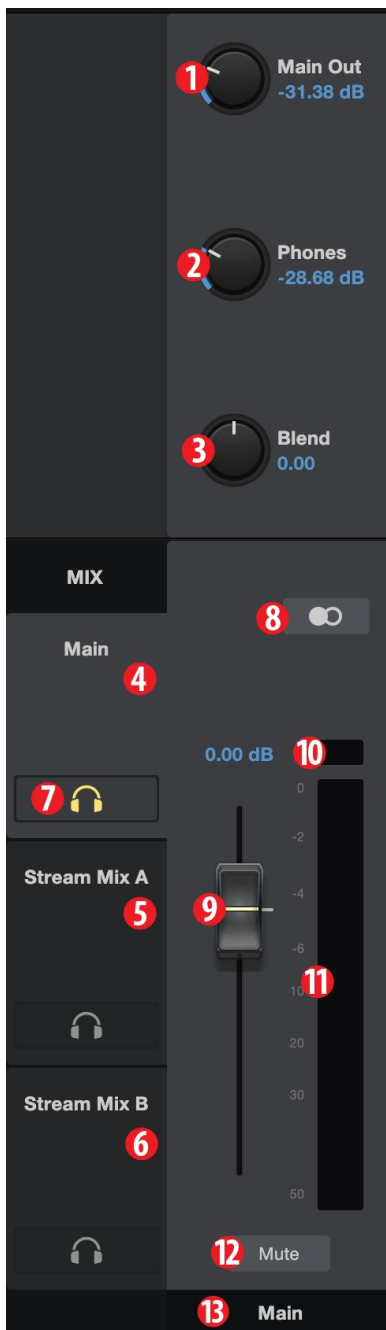 1 Main Out
-31.38 dB
2 Phones
-28.68 dB
3 Blend
0.00
MIX
Main
4
7
Stream Mix A
5
Stream Mix B
6
8
0.00 dB 10
0
-2
-4
9
-6
10 11
20
30
50
12 Mute
13 Main